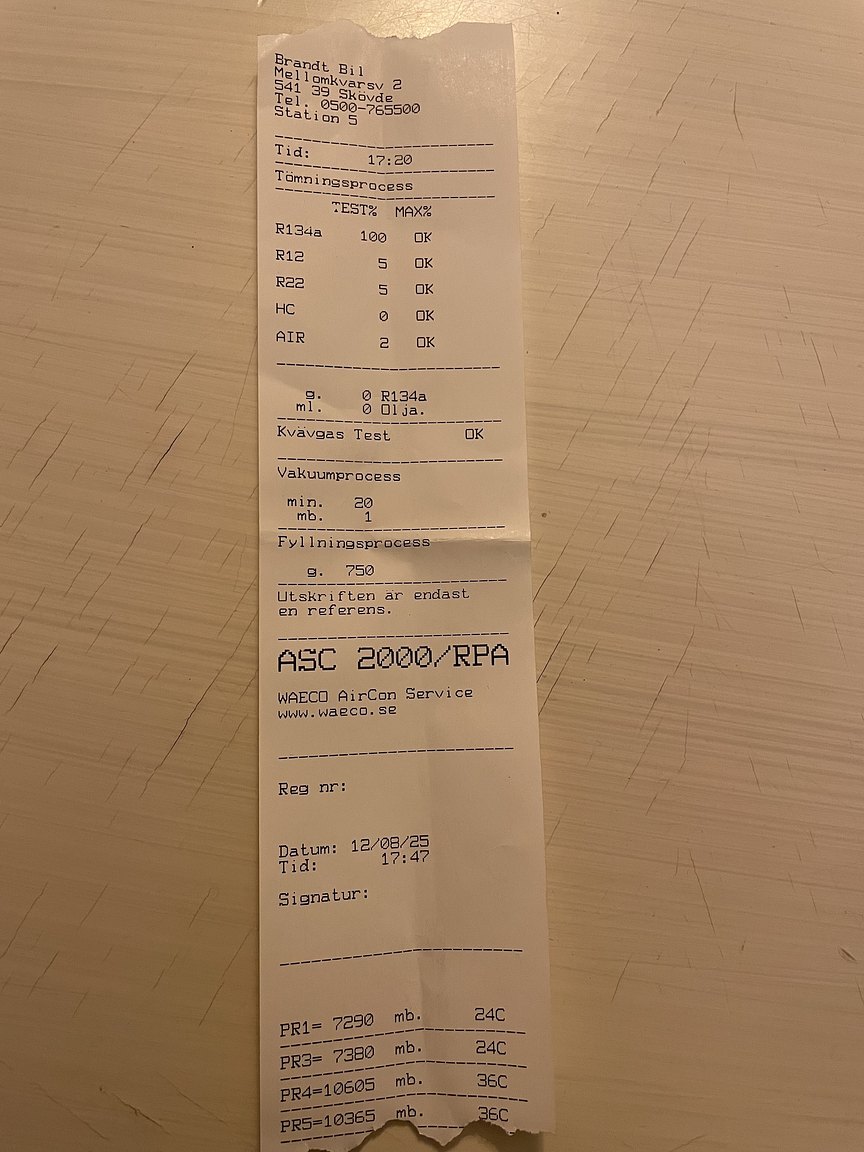 Brandt Bil
Mellomkvarsv 2
541 39 Skövde
Tel. 0500-765500
Station 5
Tid: 17:20
Tömningsprocess
TEST% MAX%
R134a 100 OK
R12 5 OK
R22 5 OK
HC 0 OK
AIR 2 OK
g. 0 R134a
ml. 0 Olja.
Kvävgas Test OK
Vakuumprocess
min. 20
mb. 1
Fyllningsprocess
g. 750
Utskriften är endast
en referens.
ASC 2000/RPA
WAECO AirCon Service
www.waeco.se
Reg nr:
Datum: 12/08/25
Tid: 17:47
Signatur:
PR1= 7290 mb. 24C
PR3= 7380 mb. 24C
PR4=10605 mb. 36C
PR5=10365 mb. 36C